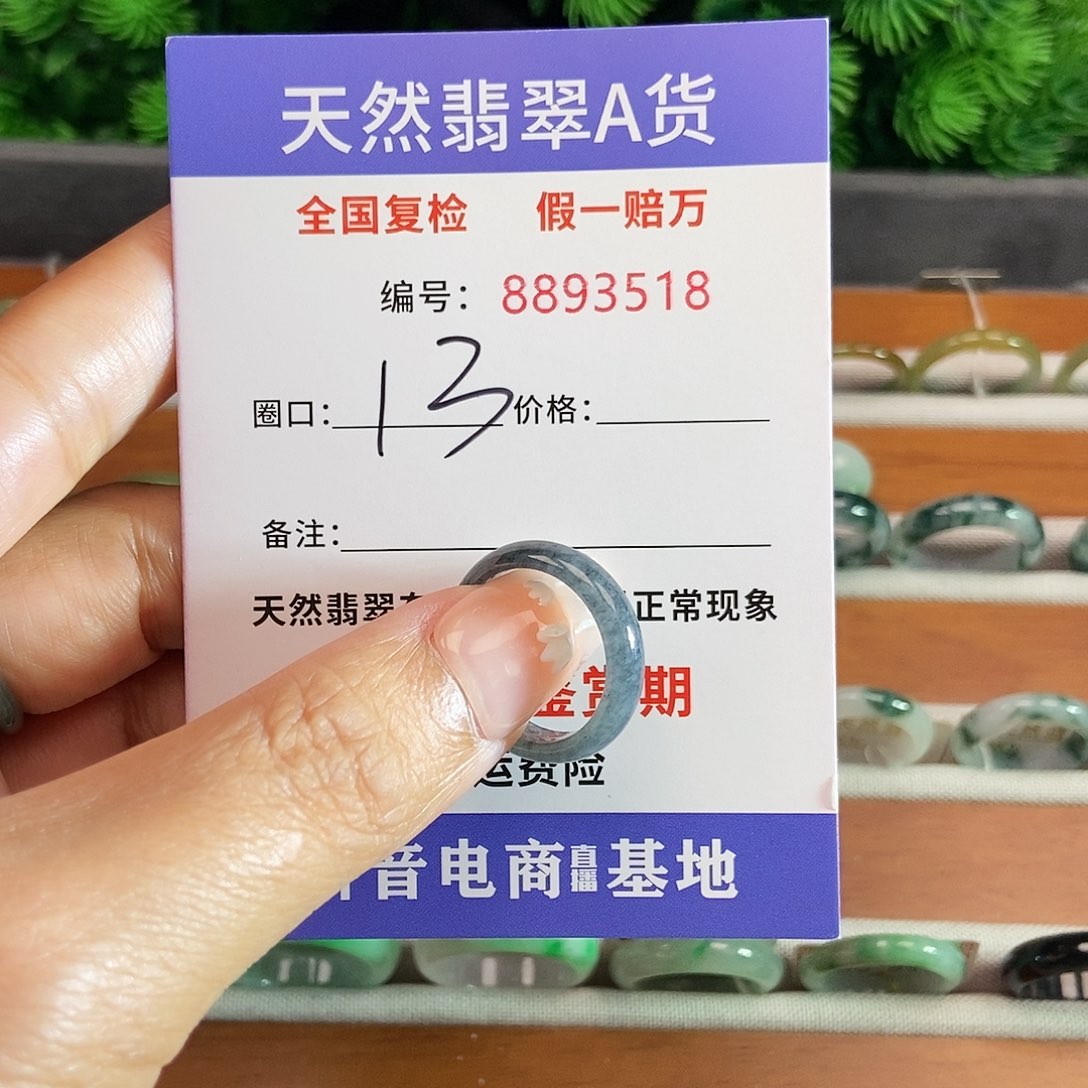 天然翡翠A货
全国复检 假一赔万
编号：8893518
圈口：13 价格：
备注：
天然翡翠 正常现象
鉴赏期
运费险
音电商直播基地